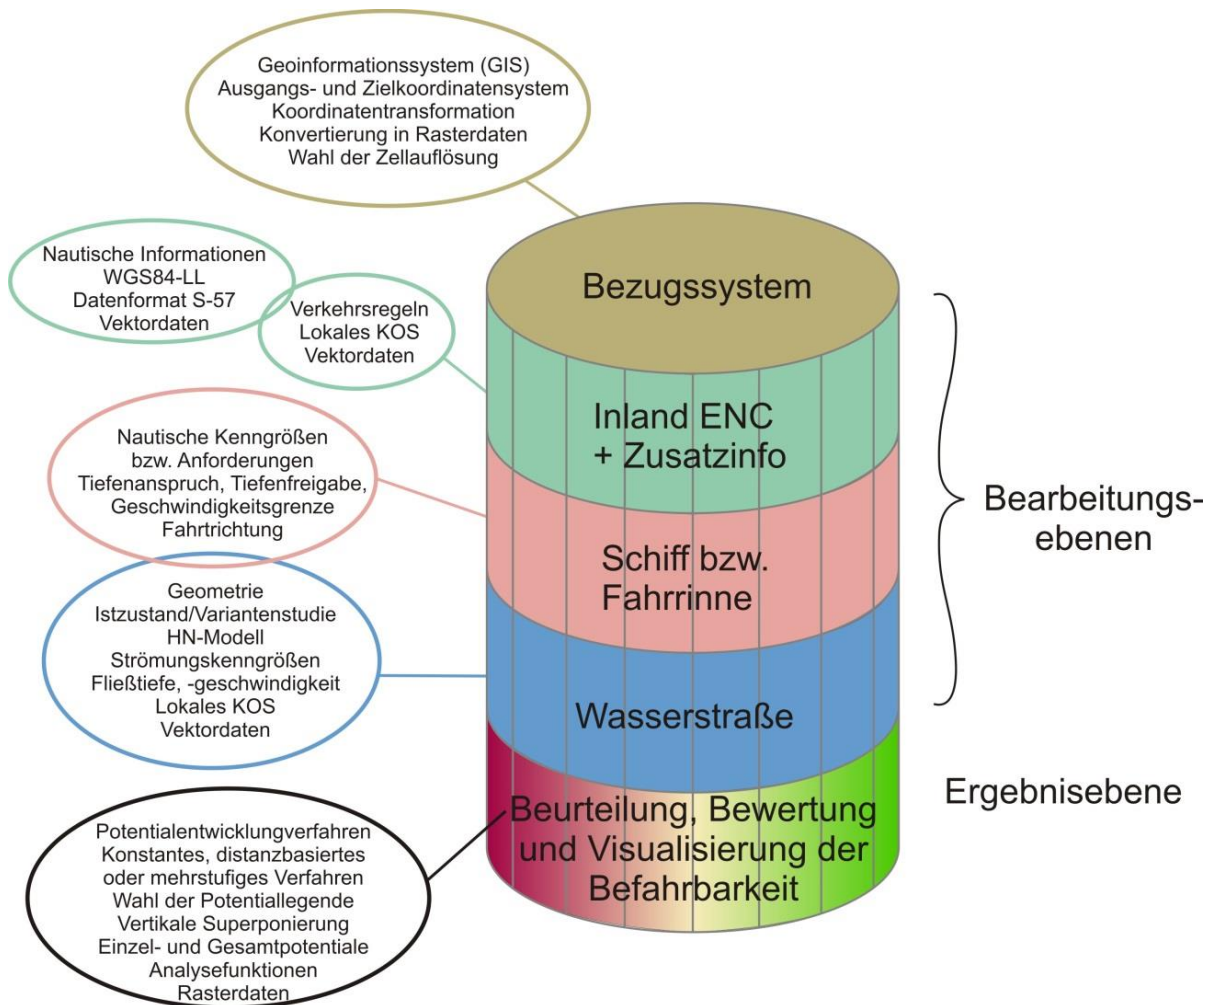 Geoinformationssystem (GIS)
Ausgangs- und Zielkoordinatensystem
Koordinatentransformation
Konvertierung in Rasterdaten
Wahl der Zellauflösung
Nautische Informationen
WGS84-LL
Datenformat S-57
Vektordaten
Verkehrsregeln
Lokales KOS
Vektordaten
Nautische Kenngrößen
bzw. Anforderungen
Tiefenanspruch, Tiefenfreigabe,
Geschwindigkeitsgrenze
Fahrtrichtung
Geometrie
Istzustand/Variantenstudie
HN-Modell
Strömungskenngrößen
Fließtiefe, -geschwindigkeit
Lokales KOS
Vektordaten
Potentialentwicklungverfahren
Konstantes, distanzbasiertes
oder mehrstufiges Verfahren
Wahl der Potentiallegende
Vertikale Superponierung
Einzel- und Gesamtpotentiale
Analysefunktionen
Rasterdaten
Bezugssystem
Inland ENC
+ Zusatzinfo
Schiff bzw.
Fahrrinne
Wasserstraße
Beurteilung, Bewertung
und Visualisierung der
Befahrbarkeit
Bearbeitungs-
ebenen
Ergebnisebene